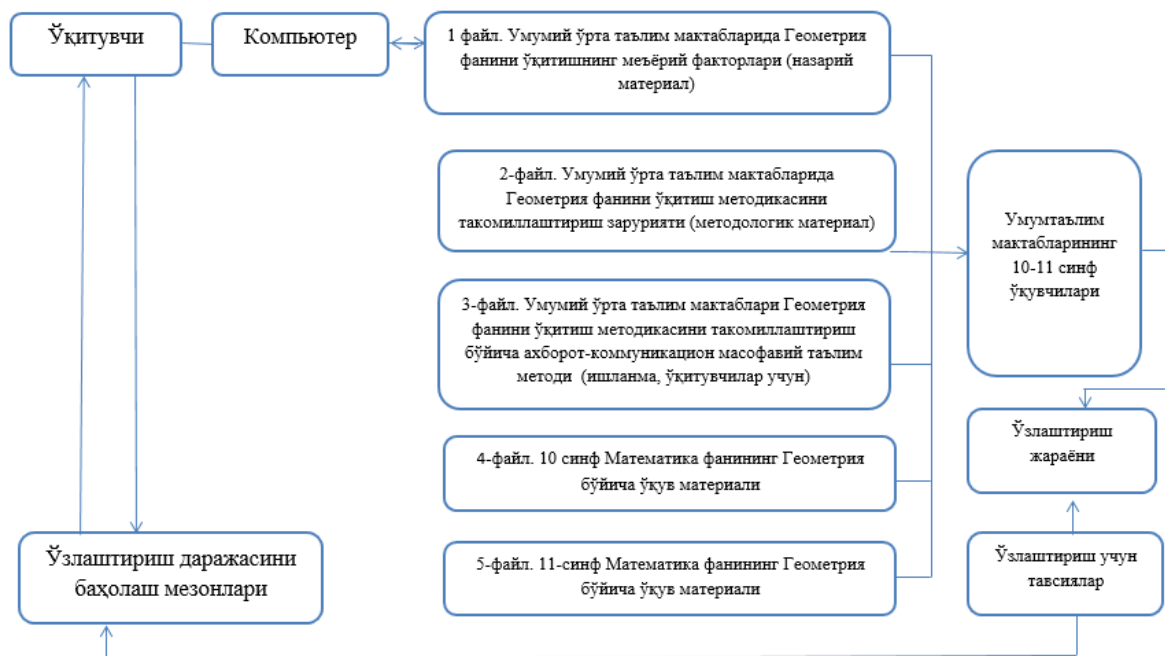 Ўқитувчи
Компьютер
1 файл. Умумий ўрта таълим мактабларида Геометрия
фанини ўқитишнинг меъёрий факторлари (назарий
материал)
2-файл. Умумий ўрта таълим мактабларида
Геометрия фанини ўқитиш методикасини
такомиллаштириш зарурияти (методологик материал)
3-файл. Умумий ўрта таълим мактаблари Геометрия
фанини ўқитиш методикасини такомиллаштириш
бўйича ахборот-коммуникацион масофавий таълим
методи (ишланма, ўқитувчилар учун)
4-файл. 10 синф Математика фанининг Геометрия
бўйича ўқув материали
5-файл. 11-синф Математика фанининг Геометрия
бўйича ўқув материали
Умумтаълим
мактабларининг
10-11 синф
ўқувчилари
Ўзлаштириш
жараёни
Ўзлаштириш учун
тавсиялар
Ўзлаштириш даражасини
баҳолаш мезонлари